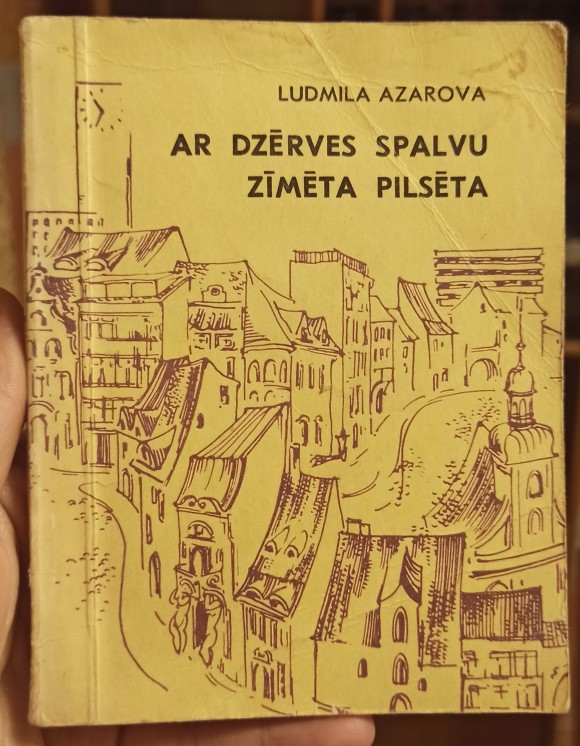 LUDMILA AZAROVA
AR DZĒRVES SPALVU
ZĪMĒTA PILSĒTA